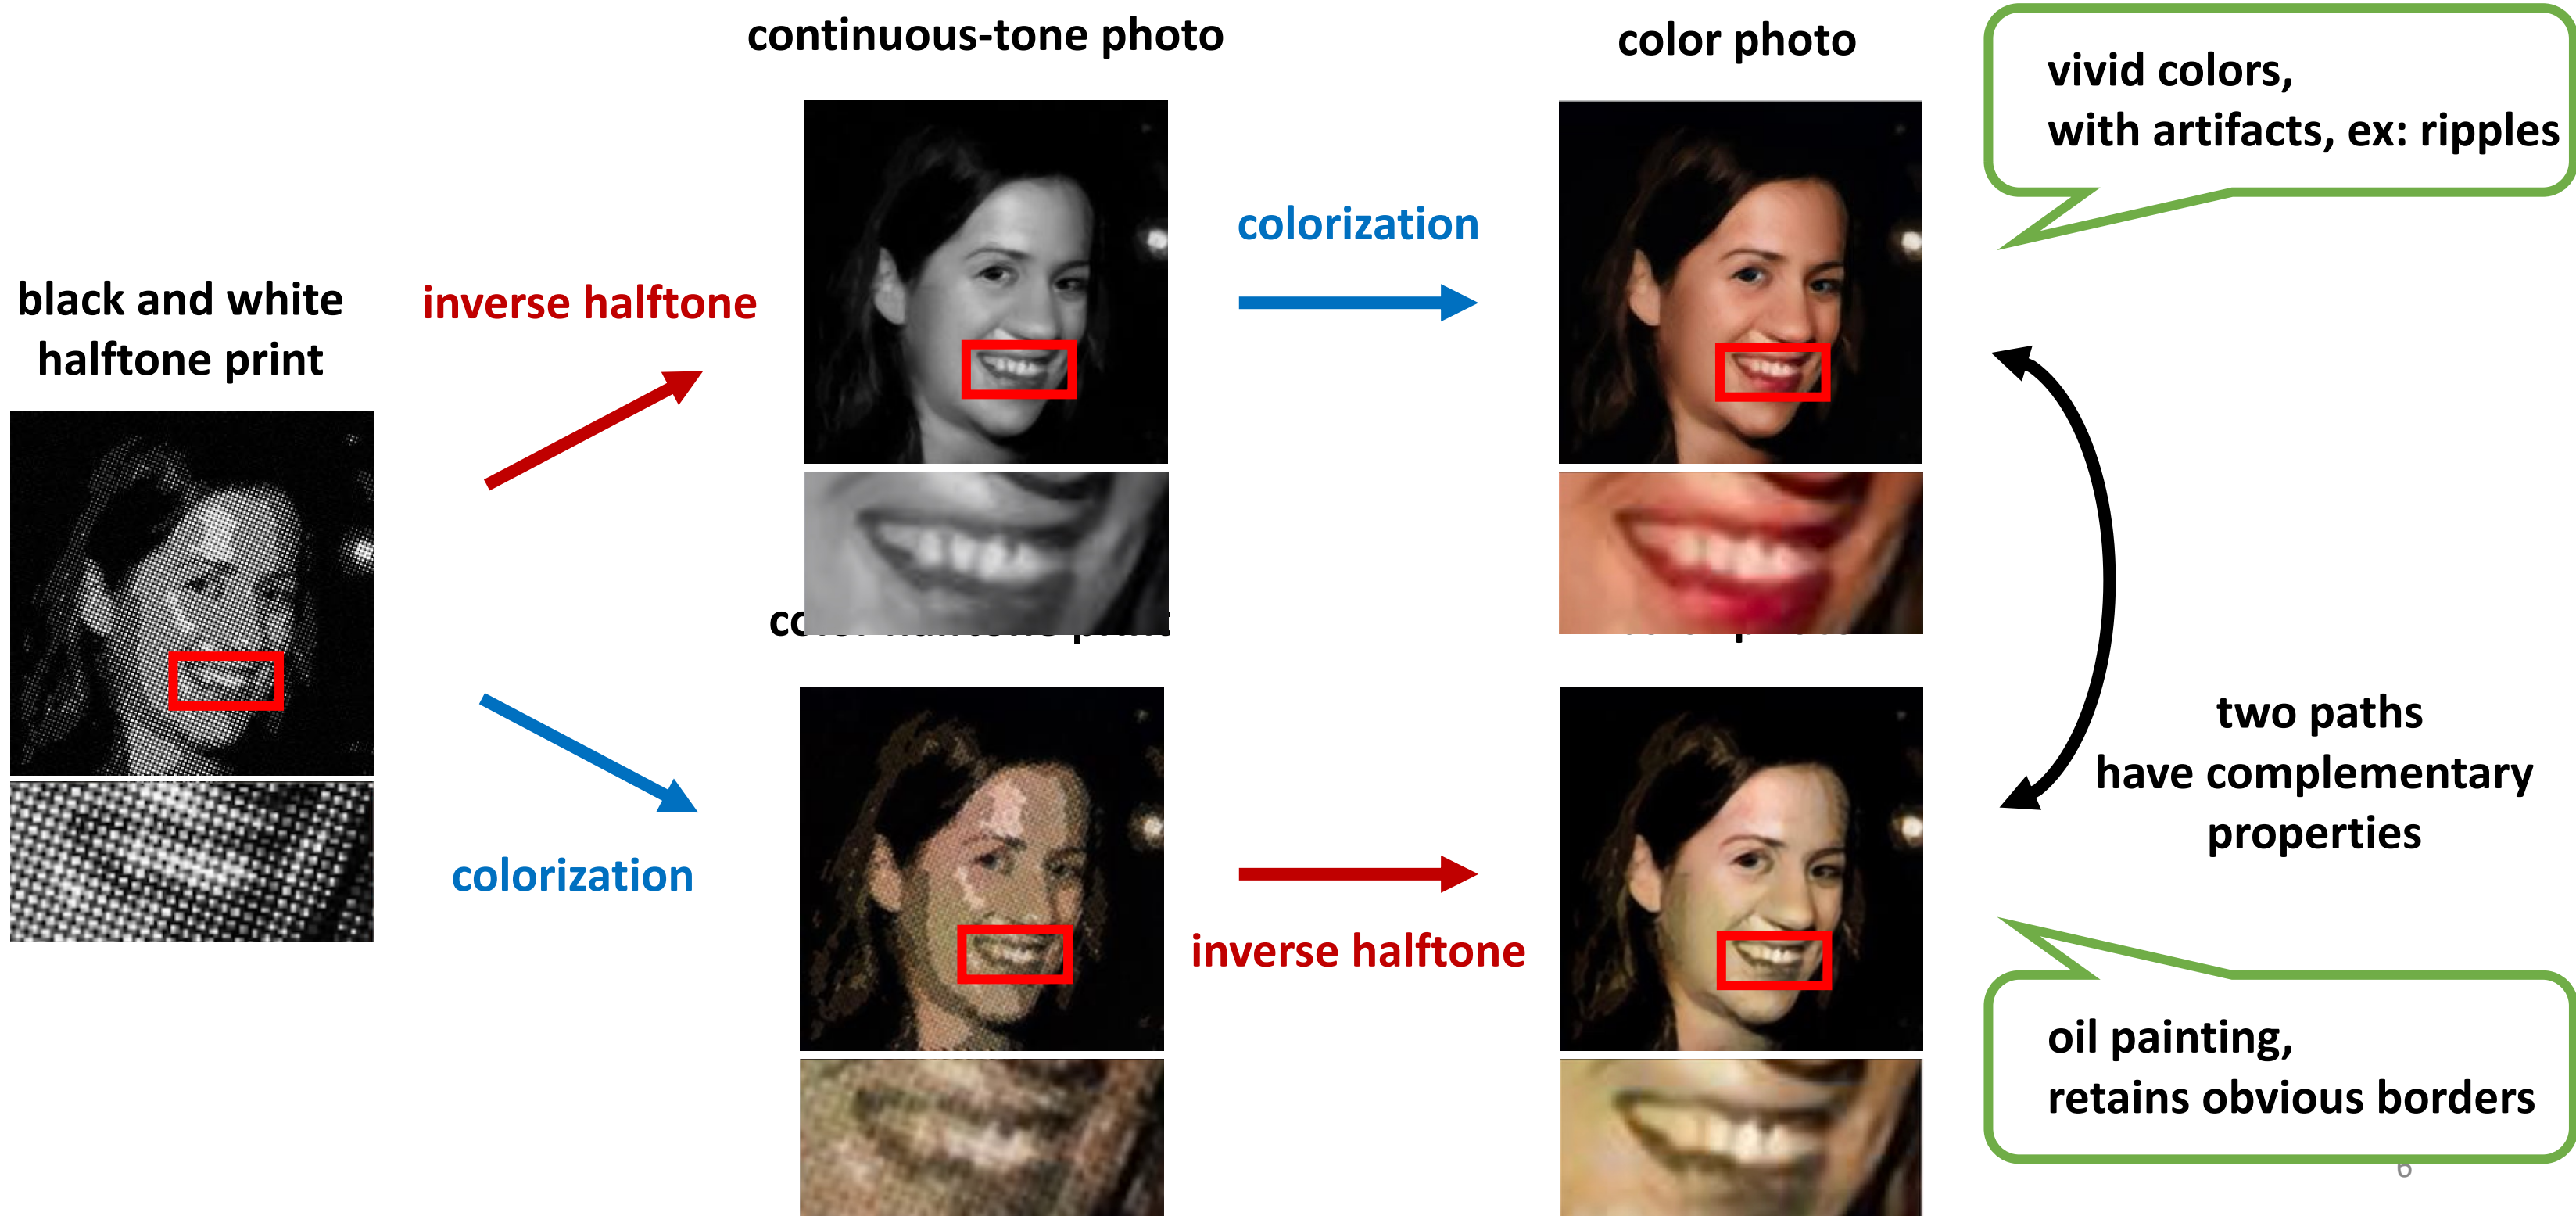 continuous-tone photo
color photo
vivid colors,
with artifacts, ex: ripples
colorization
black and white
halftone print
inverse halftone
two paths
have complementary
properties
colorization
inverse halftone
oil painting,
retains obvious borders
6